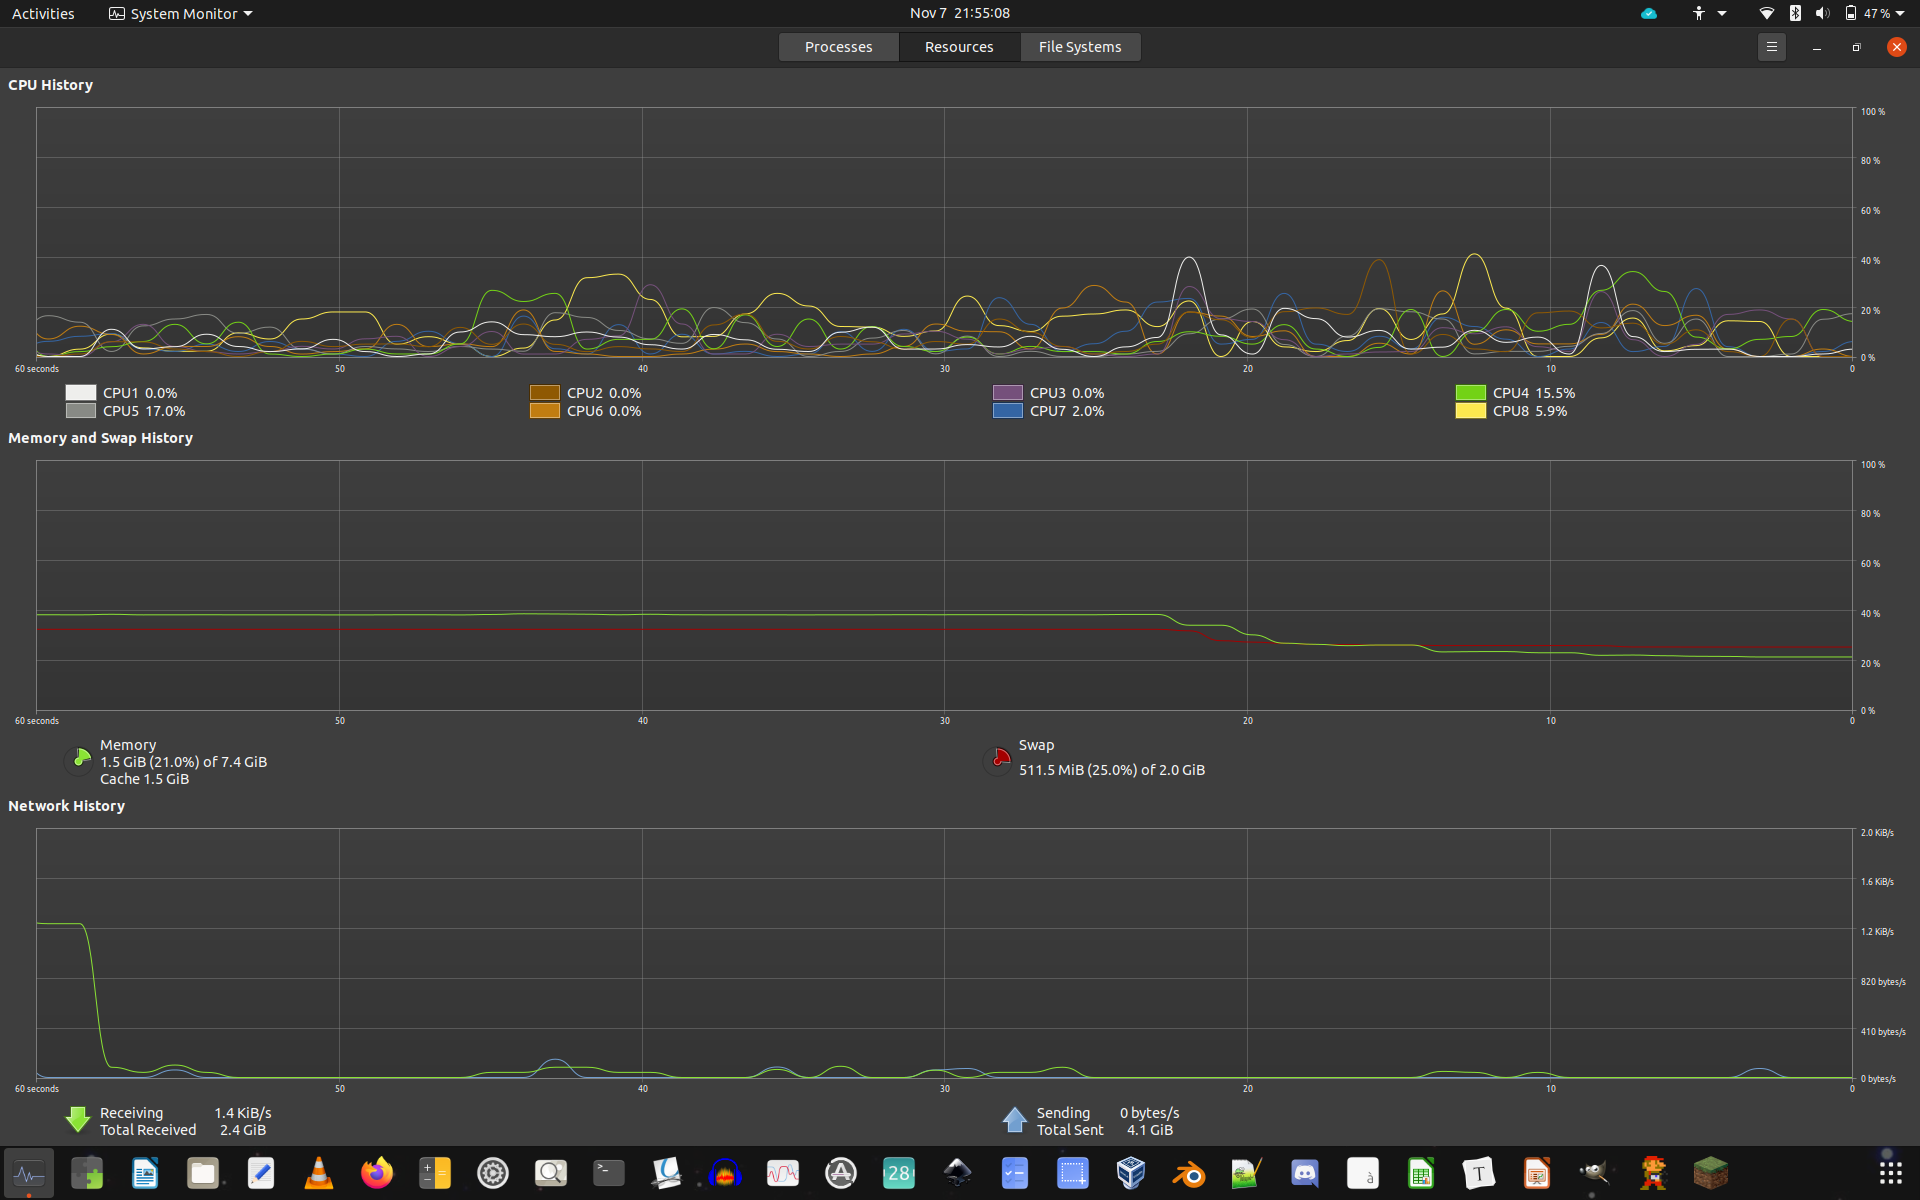 Activities System Monitor Nov 7 21:55:08 47 %
Processes Resources File Systems
CPU History
100 %
80 %
60 %
40 %
20 %
0 %
60 seconds 50 40 30 20 10 0
CPU1 0.0% CPU2 0.0% CPU3 0.0% CPU4 15.5%
CPU5 17.0% CPU6 0.0% CPU7 2.0% CPU8 5.9%
Memory and Swap History
100 %
80 %
60 %
40 %
20 %
0 %
60 seconds 50 40 30 20 10 0
Memory Swap
1.5 GiB (21.0%) of 7.4 GiB 511.5 MiB (25.0%) of 2.0 GiB
Cache 1.5 GiB
Network History
2.0 KiB/s
1.6 KiB/s
1.2 KiB/s
820 bytes/s
410 bytes/s
0 bytes/s
60 seconds 50 40 30 20 10 0
Receiving 1.4 KiB/s Sending 0 bytes/s
Total Received 2.4 GiB Total Sent 4.1 GiB
28 à T